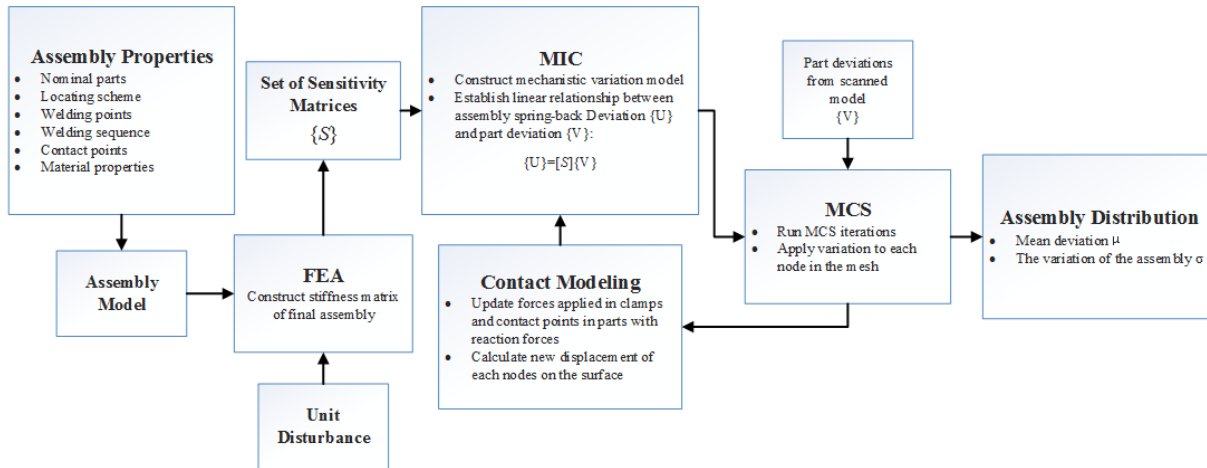 Assembly Properties
• Nominal parts
• Locating scheme
• Welding points
• Welding sequence
• Contact points
• Material properties
Assembly
Model
Set of Sensitivity
Matrices
{S}
FEA
Construct stiffness matrix
of final assembly
Unit
Disturbance
MIC
• Construct mechanistic variation model
• Establish linear relationship between
assembly spring-back Deviation {U}
and part deviation {V}:
{U}=[S]{V}
Contact Modeling
• Update forces applied in clamps
and contact points in parts with
reaction forces
• Calculate new displacement of
each nodes on the surface
Part deviations
from scanned
model
{V}
MCS
• Run MCS iterations
• Apply variation to each
node in the mesh
Assembly Distribution
• Mean deviation μ
• The variation of the assembly σ